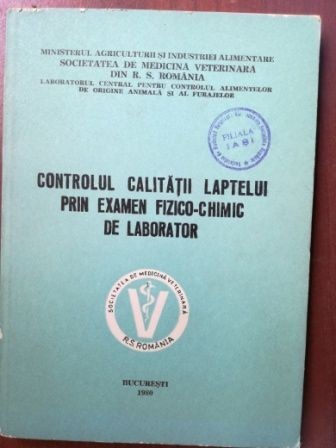 MINISTERUL AGRICULTURII ȘI INDUSTRIEI ALIMENTARE
SOCIETATEA DE MEDICINĂ VETERINARĂ
DIN R. S. ROMÂNIA
LABORATORUL CENTRAL PENTRU CONTROLUL ALIMENTELOR
DE ORIGINE ANIMALĂ ȘI AL FURAJELOR
FILIALA
IAȘI
CONTROLUL CALITĂȚII LAPTELUI
PRIN EXAMEN FIZICO-CHIMIC
DE LABORATOR
SOCIETATEA DE MEDICINĂ VETERINARĂ
V
R.S. ROMÂNIA
BUCUREȘTI
1980